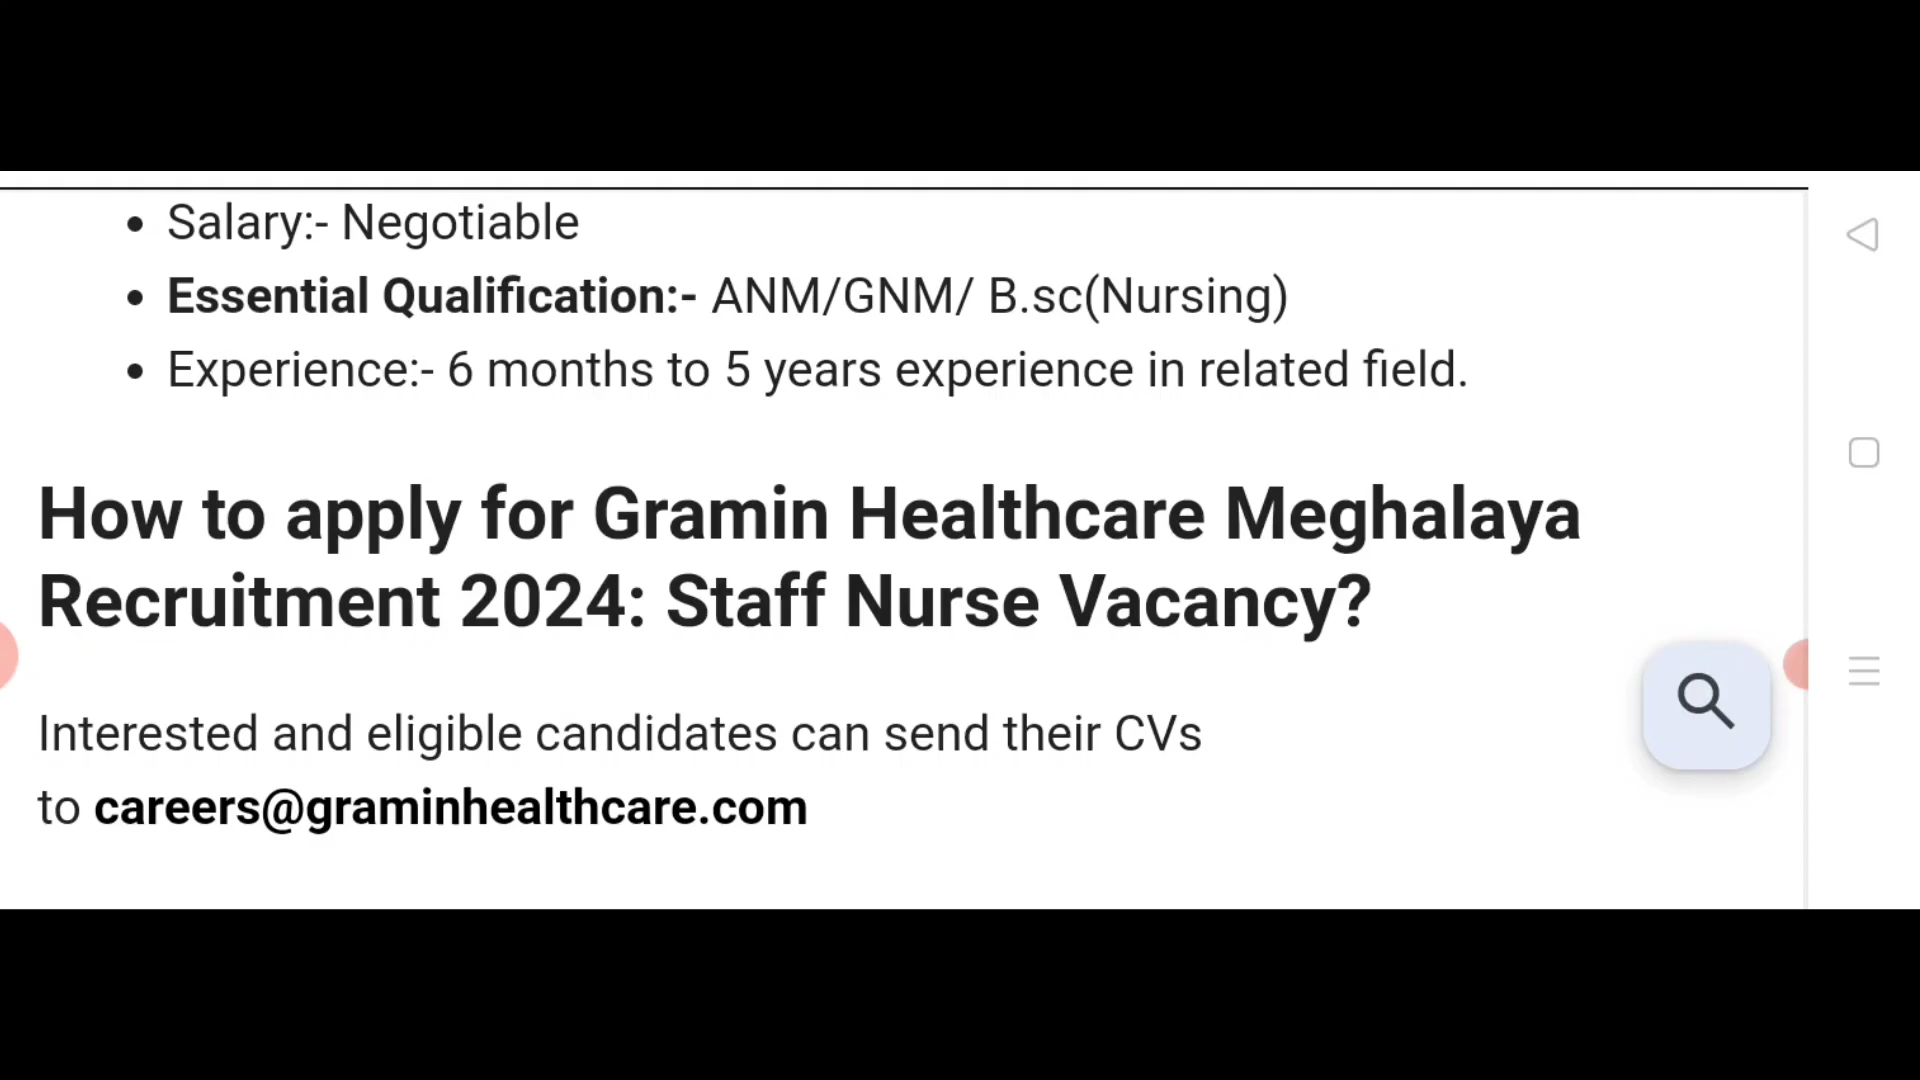 Salary:- Negotiable
Essential Qualification:- ANM/GNM/ B.sc(Nursing)
Experience:- 6 months to 5 years experience in related field.
How to apply for Gramin Healthcare Meghalaya
Recruitment 2024: Staff Nurse Vacancy?
Interested and eligible candidates can send their CVs
to careers@graminhealthcare.com